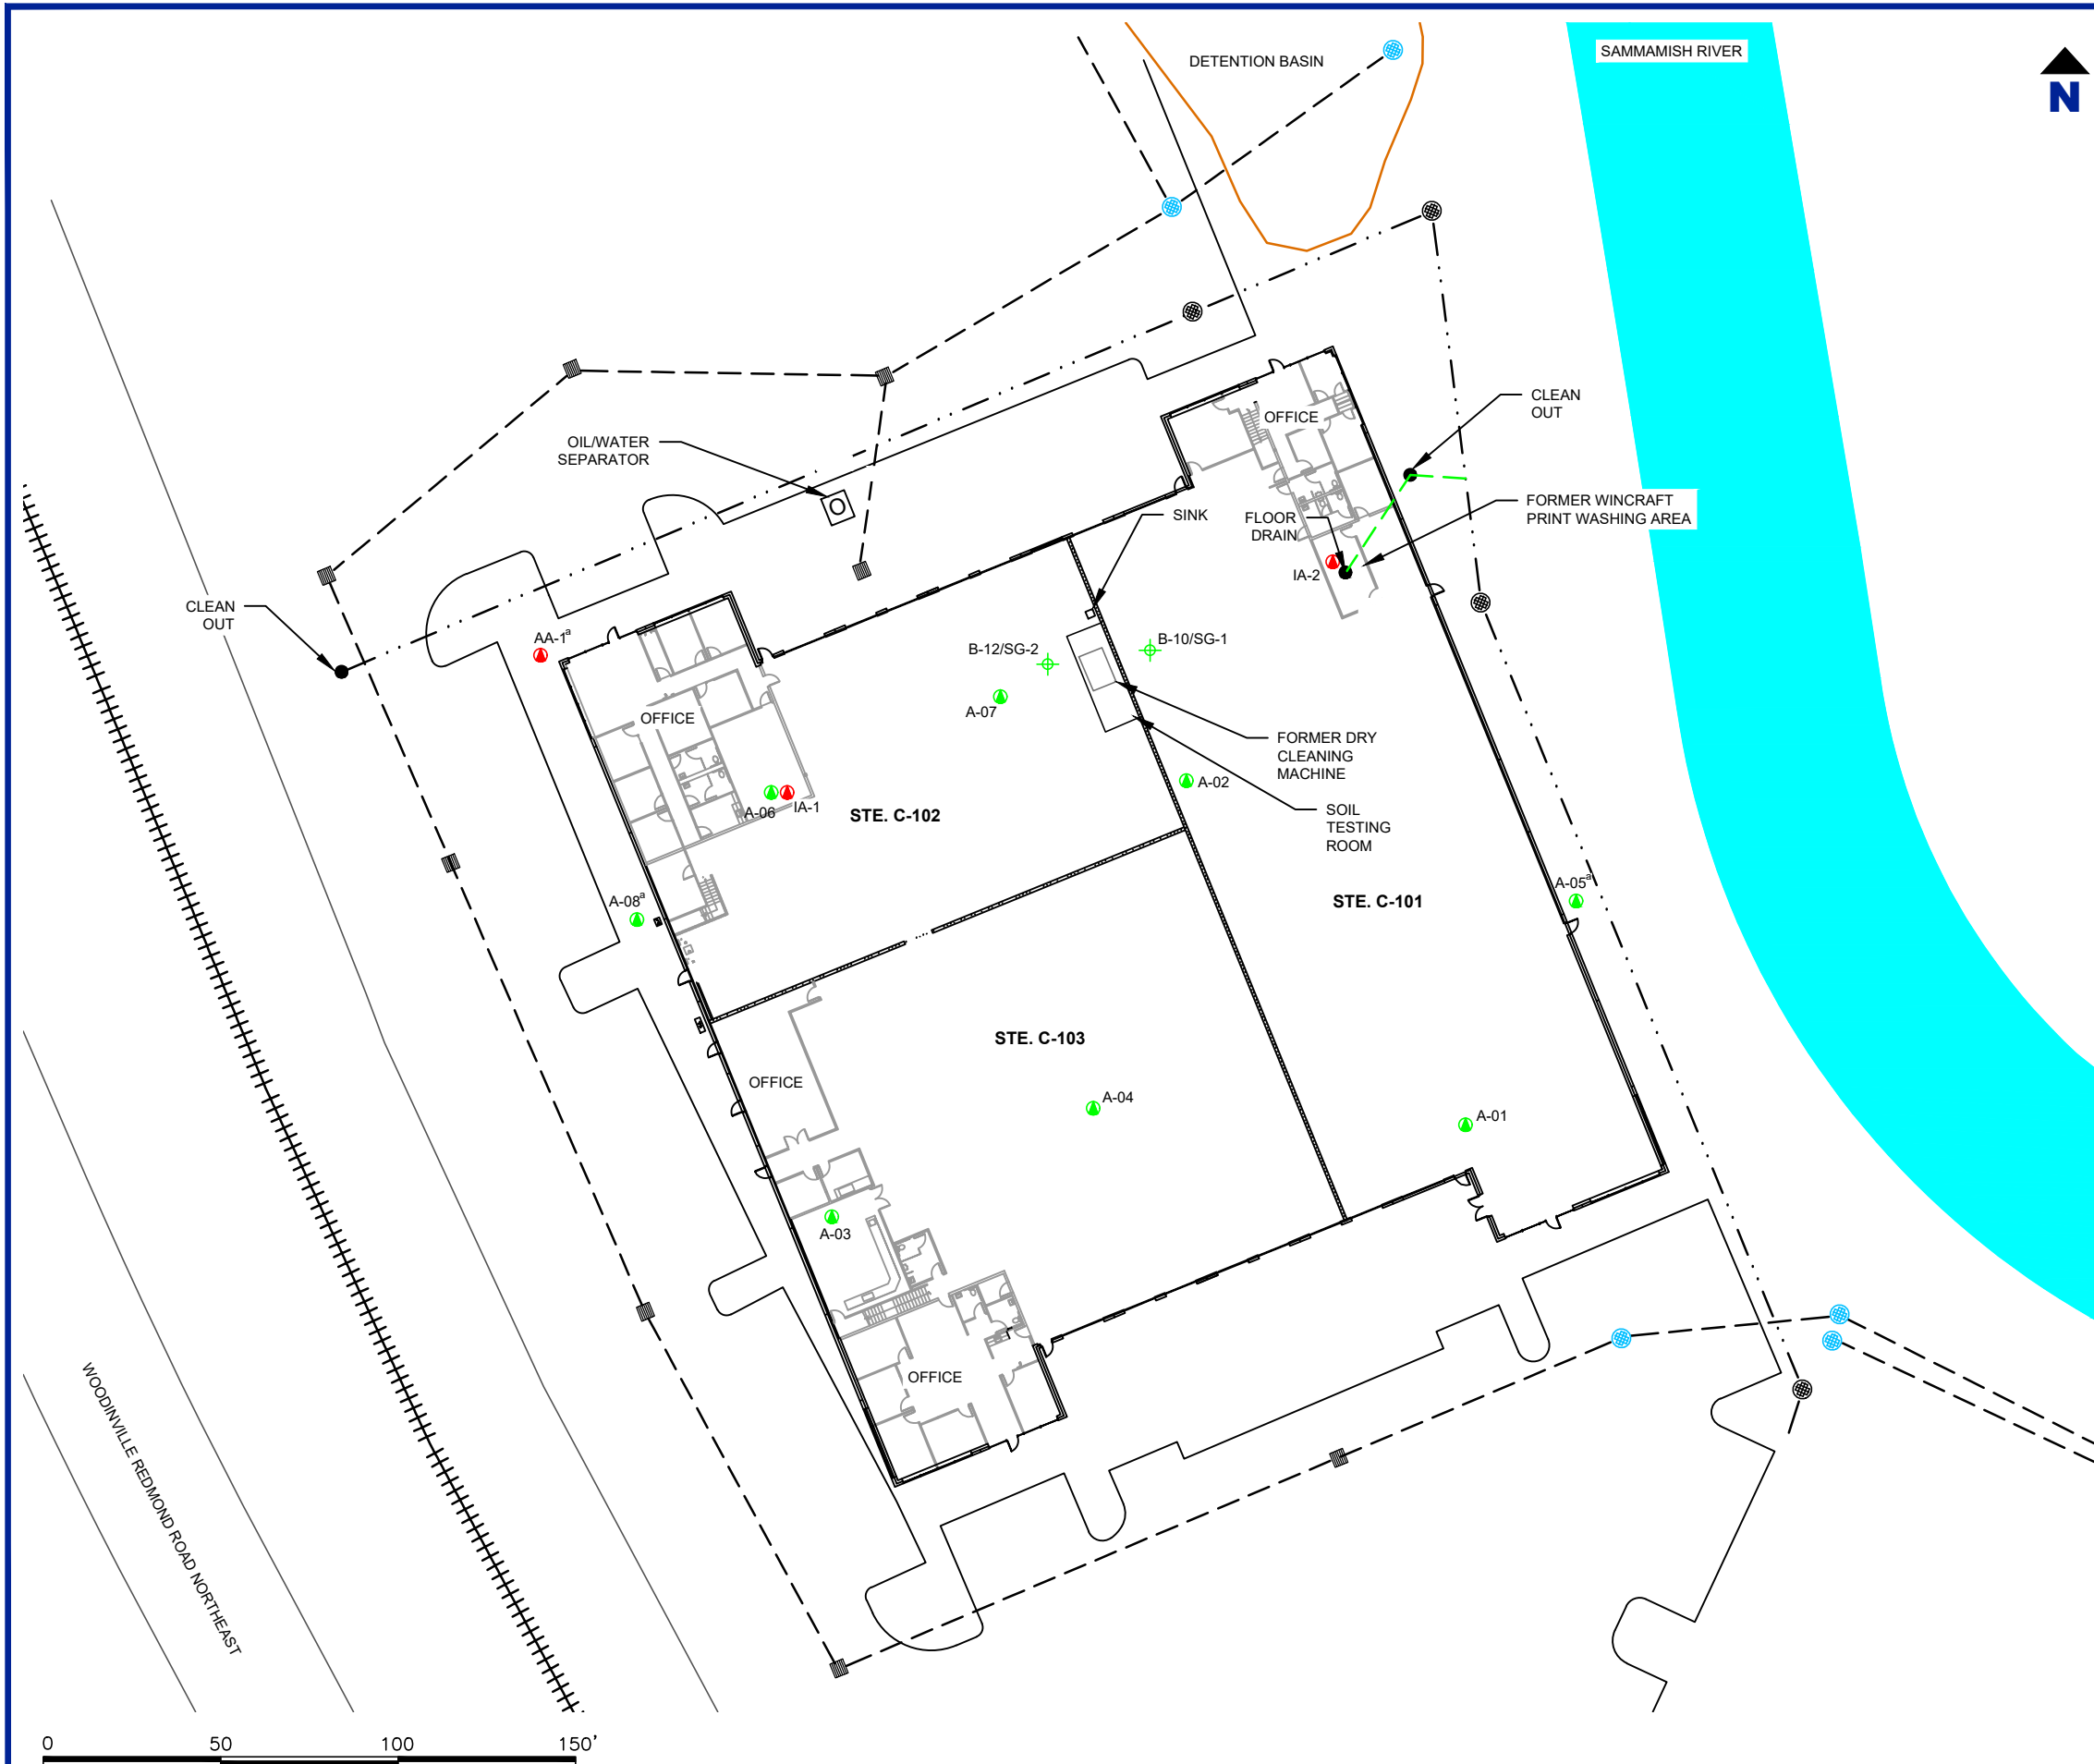 SAMMAMISH RIVER
DETENTION BASIN
N
CLEAN
OUT
OFFICE
OIL/WATER
SEPARATOR
FORMER WINCRAFT
PRINT WASHING AREA
SINK
FLOOR
DRAIN
IA-2
CLEAN
OUT
AA-1ª
B-12/SG-2
B-10/SG-1
A-07
OFFICE
FORMER DRY
CLEANING
MACHINE
A-02
A-06
IA-1
STE. C-102
SOIL
TESTING
ROOM
A-08ª
A-05ª
STE. C-101
STE. C-103
OFFICE
A-04
A-01
A-03
OFFICE
WOODINVILLE REDMOND ROAD NORTHEAST
0 50 100 150'